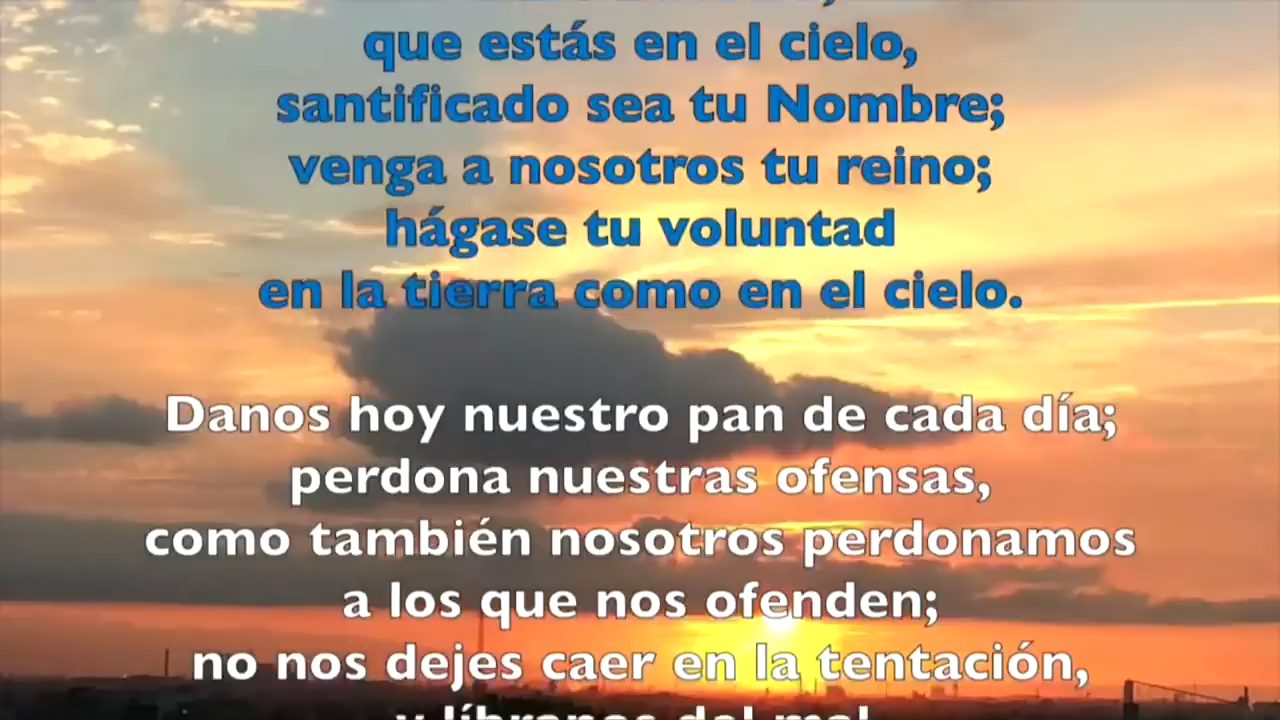 que estás en el cielo,
santificado sea tu Nombre;
venga a nosotros tu reino;
hágase tu voluntad
en la tierra como en el cielo.
Danos hoy nuestro pan de cada día;
perdona nuestras ofensas,
como también nosotros perdonamos
a los que nos ofenden;
no nos dejes caer en la tentación,
y líbranos del mal.